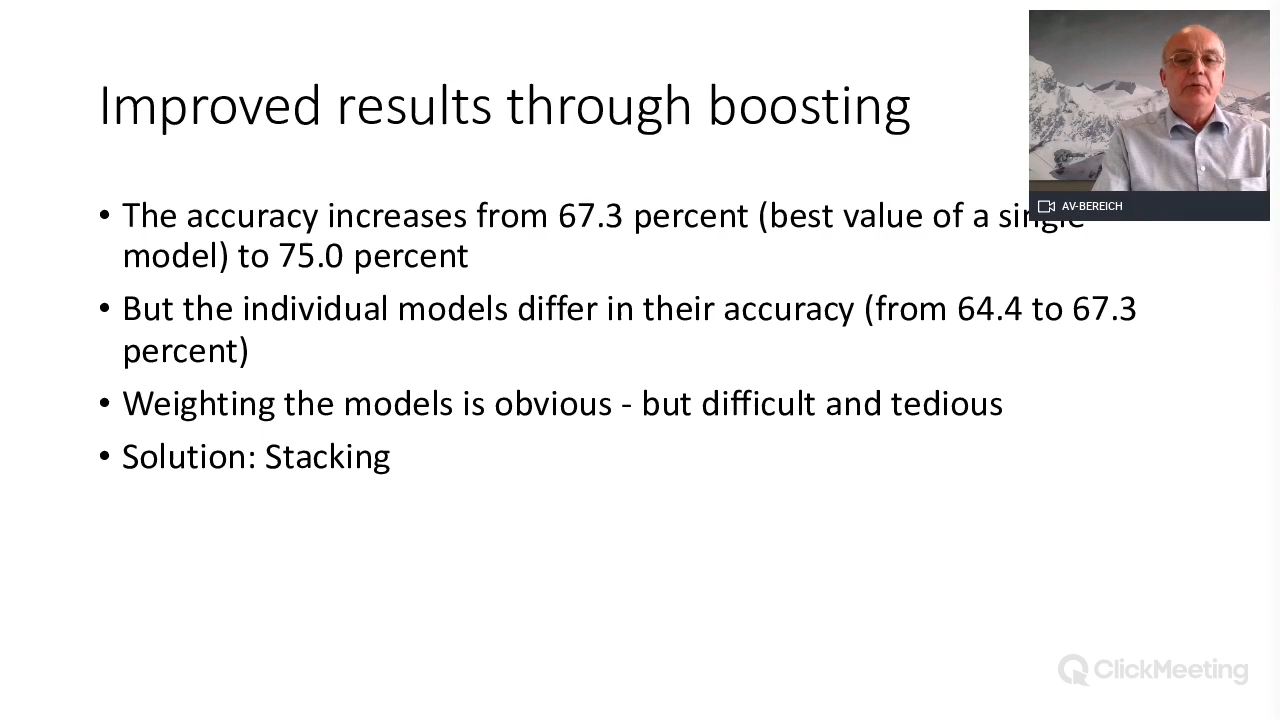 Improved results through boosting
AV-BEREICH
• The accuracy increases from 67.3 percent (best value of a single
model) to 75.0 percent
• But the individual models differ in their accuracy (from 64.4 to 67.3
percent)
• Weighting the models is obvious - but difficult and tedious
• Solution: Stacking
ClickMeeting